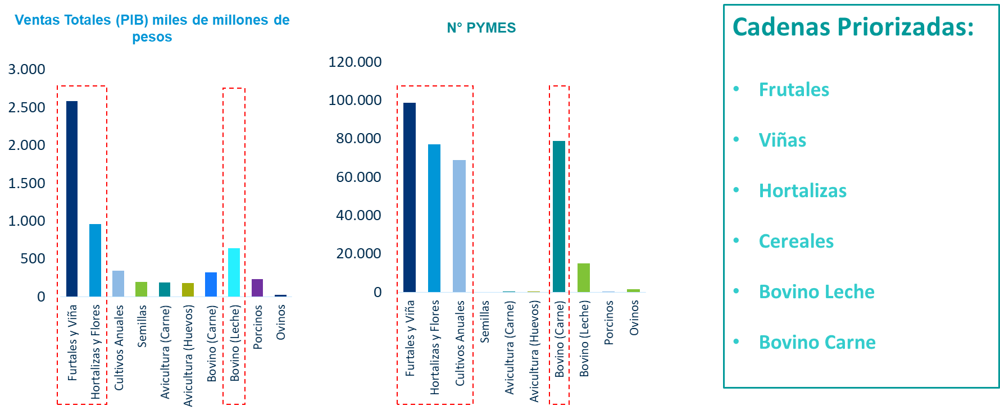 Ventas Totales (PIB) miles de millones de
pesos
3.000
2.500
2.000
1.500
1.000
500
0
Furtales y Viña
Hortalizas y Flores
Cultivos Anuales
Semillas
Avicultura (Carne)
Avicultura (Huevos)
Bovino (Carne)
Bovino (Leche)
Porcinos
Ovinos
N° PYMES
120.000
100.000
80.000
60.000
40.000
20.000
0
Furtales y Viña
Hortalizas y Flores
Cultivos Anuales
Semillas
Avicultura (Carne)
Avicultura (Huevos)
Bovino (Carne)
Bovino (Leche)
Porcinos
Ovinos
Cadenas Priorizadas:
• Frutales
• Viñas
• Hortalizas
• Cereales
• Bovino Leche
• Bovino Carne